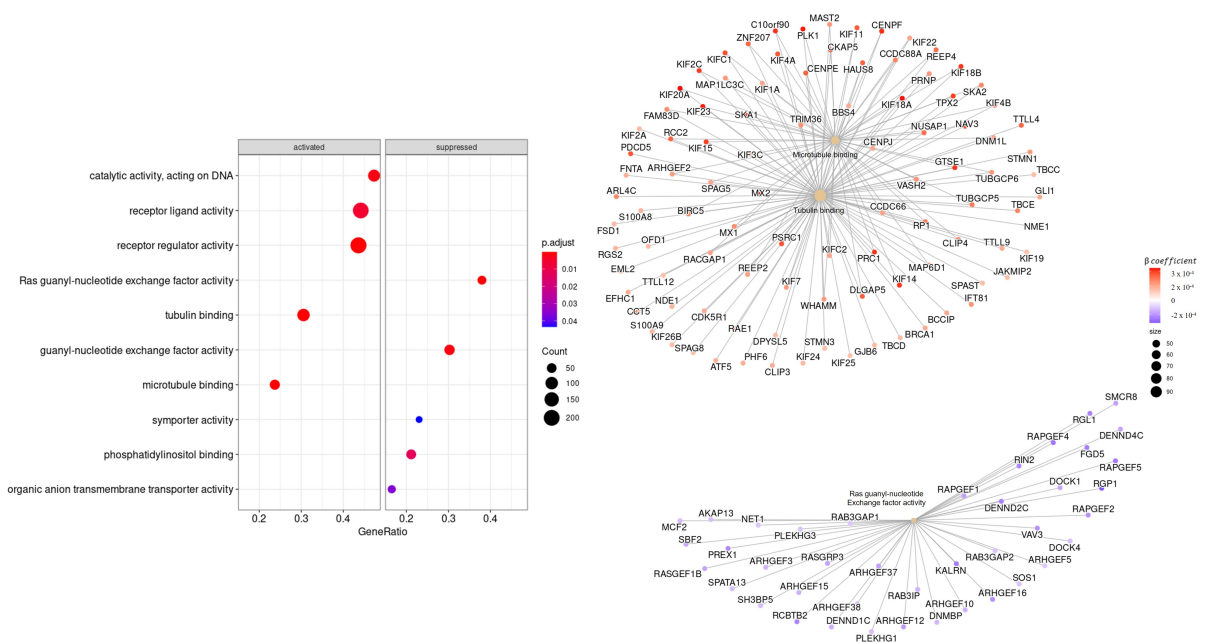 activated
suppressed
catalytic activity, acting on DNA
receptor ligand activity
receptor regulator activity
Ras guanyl-nucleotide exchange factor activity
tubulin binding
guanyl-nucleotide exchange factor activity
microtubule binding
symporter activity
phosphatidylinositol binding
organic anion transmembrane transporter activity
0.2 0.3 0.4
0.2 0.3 0.4
GeneRatio
p.adjust
0.01
0.02
0.03
0.04
Count
50
100
150
200
C10orf90
MAST2
ZNF207
PLK1
KIF11
CENPF
KIFC1
KIF4A
CKAP5
KIF22
CCDC88A
REEP4
KIF2C
CENPE
HAUS8
KIF18B
MAP1LC3C
KIF1A
PRNP
SKA2
KIF20A
KIF23
KIF18A
TPX2
KIF4B
FAM83D
SKA1
TRIM36
BBS4
NUSAP1
NAV3
TTLL4
KIF2A
RCC2
PDCD5
KIF15
KIF3C
Microtubule binding
CENPJ
DNM1L
STMN1
FNTA
ARHGEF2
GTSE1
TUBGCP6
TBCC
ARL4C
SPAG5
MX2
VASH2
GLI1
S100A8
BIRC5
Tubulin binding
CCDC66
TUBGCP5
TBCE
FSD1
MX1
RP1
NME1
OFD1
PSRC1
CLIP4
TTLL9
RGS2
RACGAP1
KIFC2
PRC1
KIF19
EML2
REEP2
MAP6D1
JAKMIP2
TTLL12
KIF7
KIF14
SPAST
EFHC1
NDE1
DLGAP5
IFT81
CCT5
CDK5R1
WHAMM
BCCIP
S100A9
RAE1
BRCA1
KIF26B
DPYSL5
STMN3
TBCD
SPAG8
PHF6
GJB6
ATF5
CLIP3
KIF24
KIF25
β coefficient
3 x 10⁻⁴
2 x 10⁻⁴
0
-2 x 10⁻⁴
size
50
60
70
80
90
SMCR8
RGL1
RAPGEF4
DENND4C
FGD5
RIN2
RAPGEF5
Ras guanyl-nucleotide
Exchange factor activity
RAPGEF1
DOCK1
RGP1
DENND2C
RAPGEF2
AKAP13
NET1
RAB3GAP1
MCF2
PLEKHG3
VAV3
SBF2
DOCK4
PREX1
RAB3GAP2
ARHGEF3
RASGRP3
ARHGEF5
RASGEF1B
ARHGEF37
KALRN
SPATA13
ARHGEF15
SOS1
SH3BP5
RAB3IP
ARHGEF16
RCBTB2
ARHGEF38
ARHGEF10
DENND1C
ARHGEF12
DNMBP
PLEKHG1